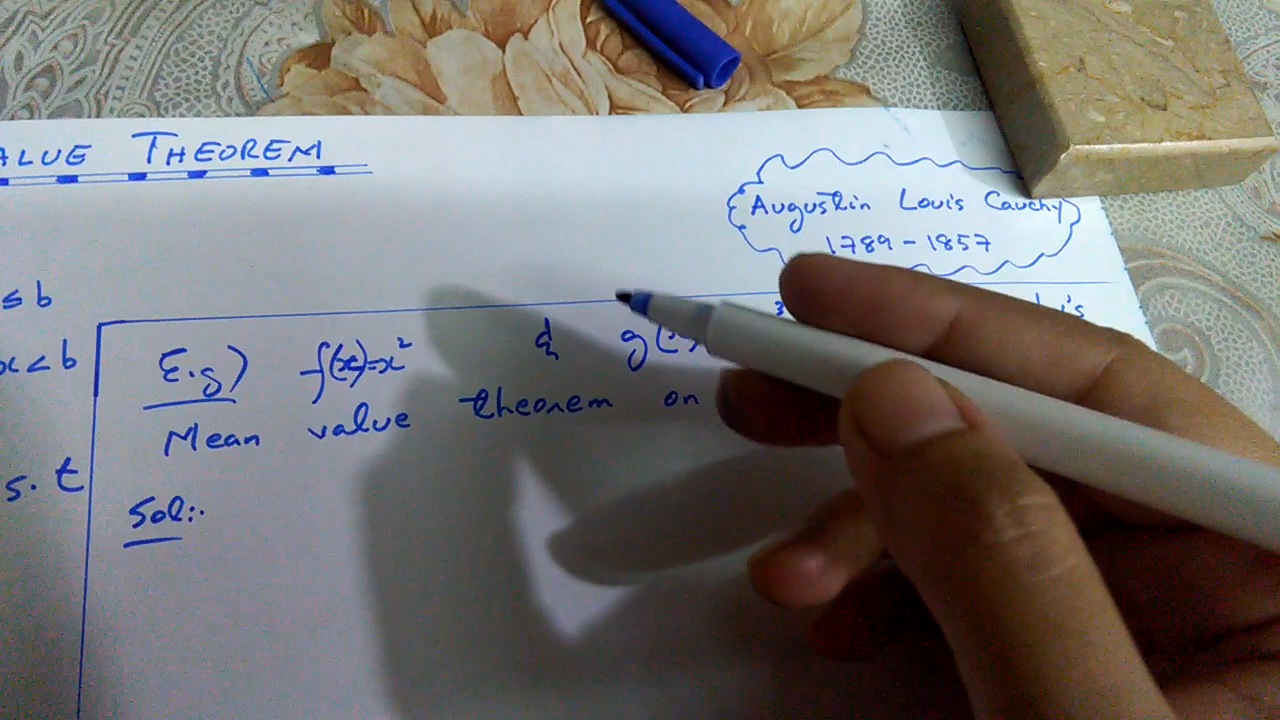 ALUE THEOREM
Augustin Louis Cauchy
1789-1857
≤ b
x < b
E.g) f(x)=x² & g(x
Mean value theorem on
s.t
Sol:.